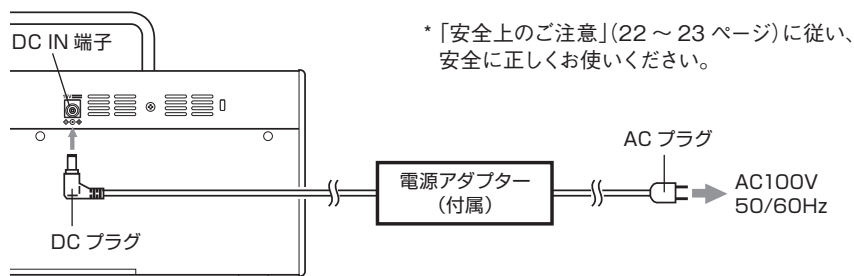 DC IN 端子
*「安全上のご注意」(22 ~ 23 ページ)に従い、
安全に正しくお使いください。
AC プラグ
電源アダプター
(付属)
AC100V
50/60Hz
DC プラグ